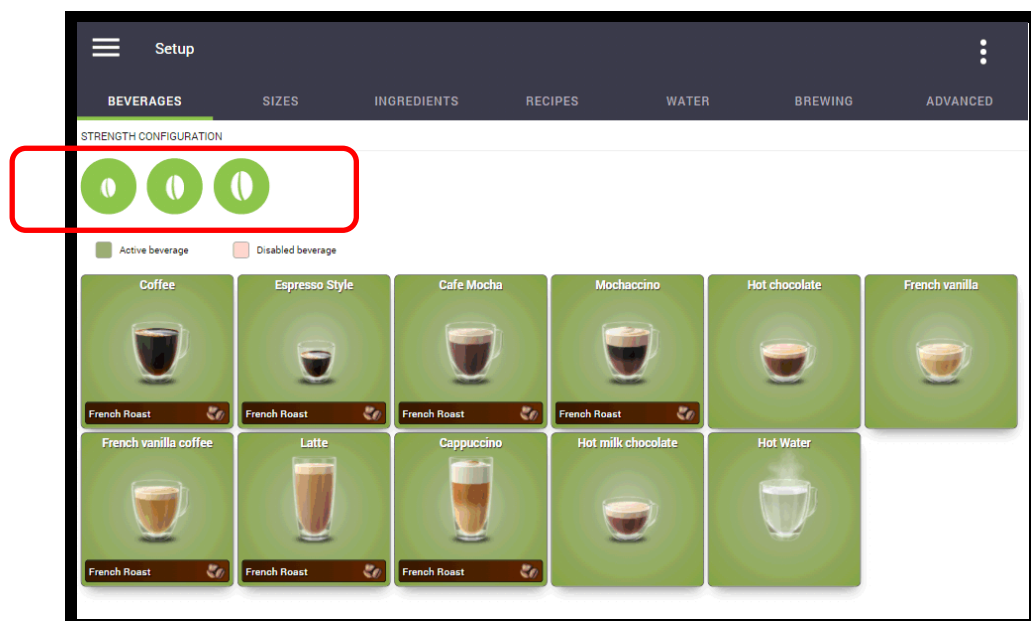 Setup
BEVERAGES SIZES INGREDIENTS RECIPES WATER BREWING ADVANCED
STRENGTH CONFIGURATION
Active beverage Disabled beverage
Coffee Espresso Style Cafe Mocha Mochaccino Hot chocolate French vanilla
French Roast French Roast French Roast French Roast
French vanilla coffee Latte Cappuccino Hot milk chocolate Hot Water
French Roast French Roast French Roast